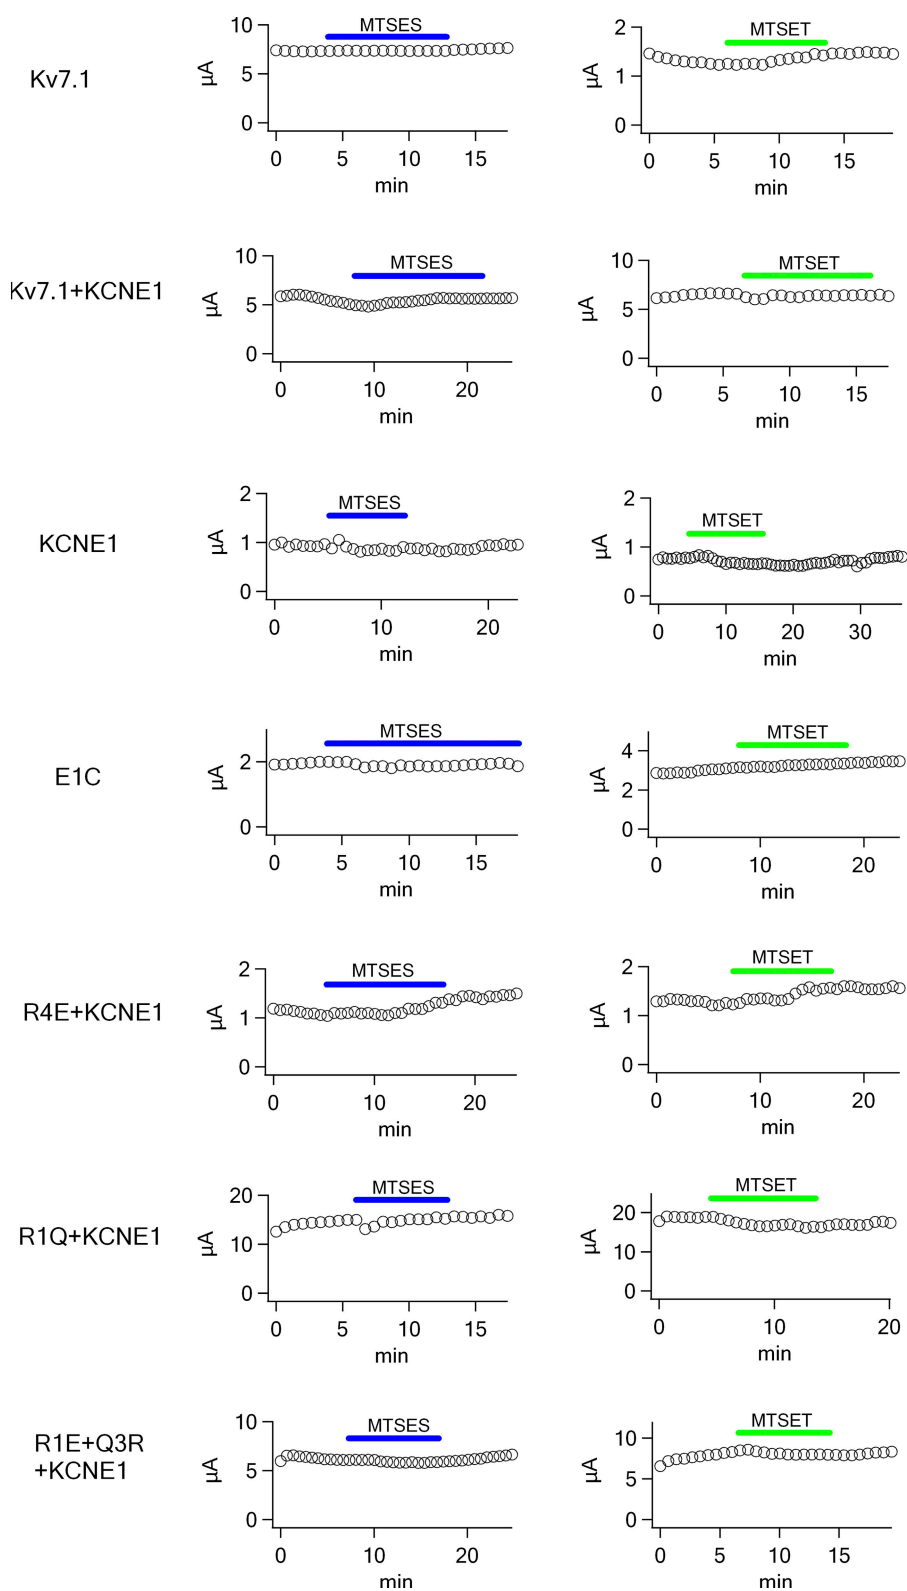 MTSES
10
5
0
µA
0 5 10 15
min
Kv7.1
MTSET
2
1
0
µA
0 5 10 15
min
Kv7.1+KCNE1
MTSES
10
5
0
µA
0 10 20
min
MTSET
10
5
0
µA
0 5 10 15
min
KCNE1
MTSES
2
1
0
µA
0 10 20
min
MTSET
2
1
0
µA
0 10 20 30
min
E1C
MTSES
2
0
µA
0 5 10 15
min
MTSET
4
2
0
µA
0 10 20
min
R4E+KCNE1
MTSES
2
1
0
µA
0 10 20
min
MTSET
2
1
0
µA
0 10 20
min
R1Q+KCNE1
MTSES
20
10
0
µA
0 5 10 15
min
MTSET
20
10
0
µA
0 10 20
min
R1E+Q3R
+KCNE1
MTSES
10
5
0
µA
0 10 20
min
MTSET
10
5
0
µA
0 5 10 15
min